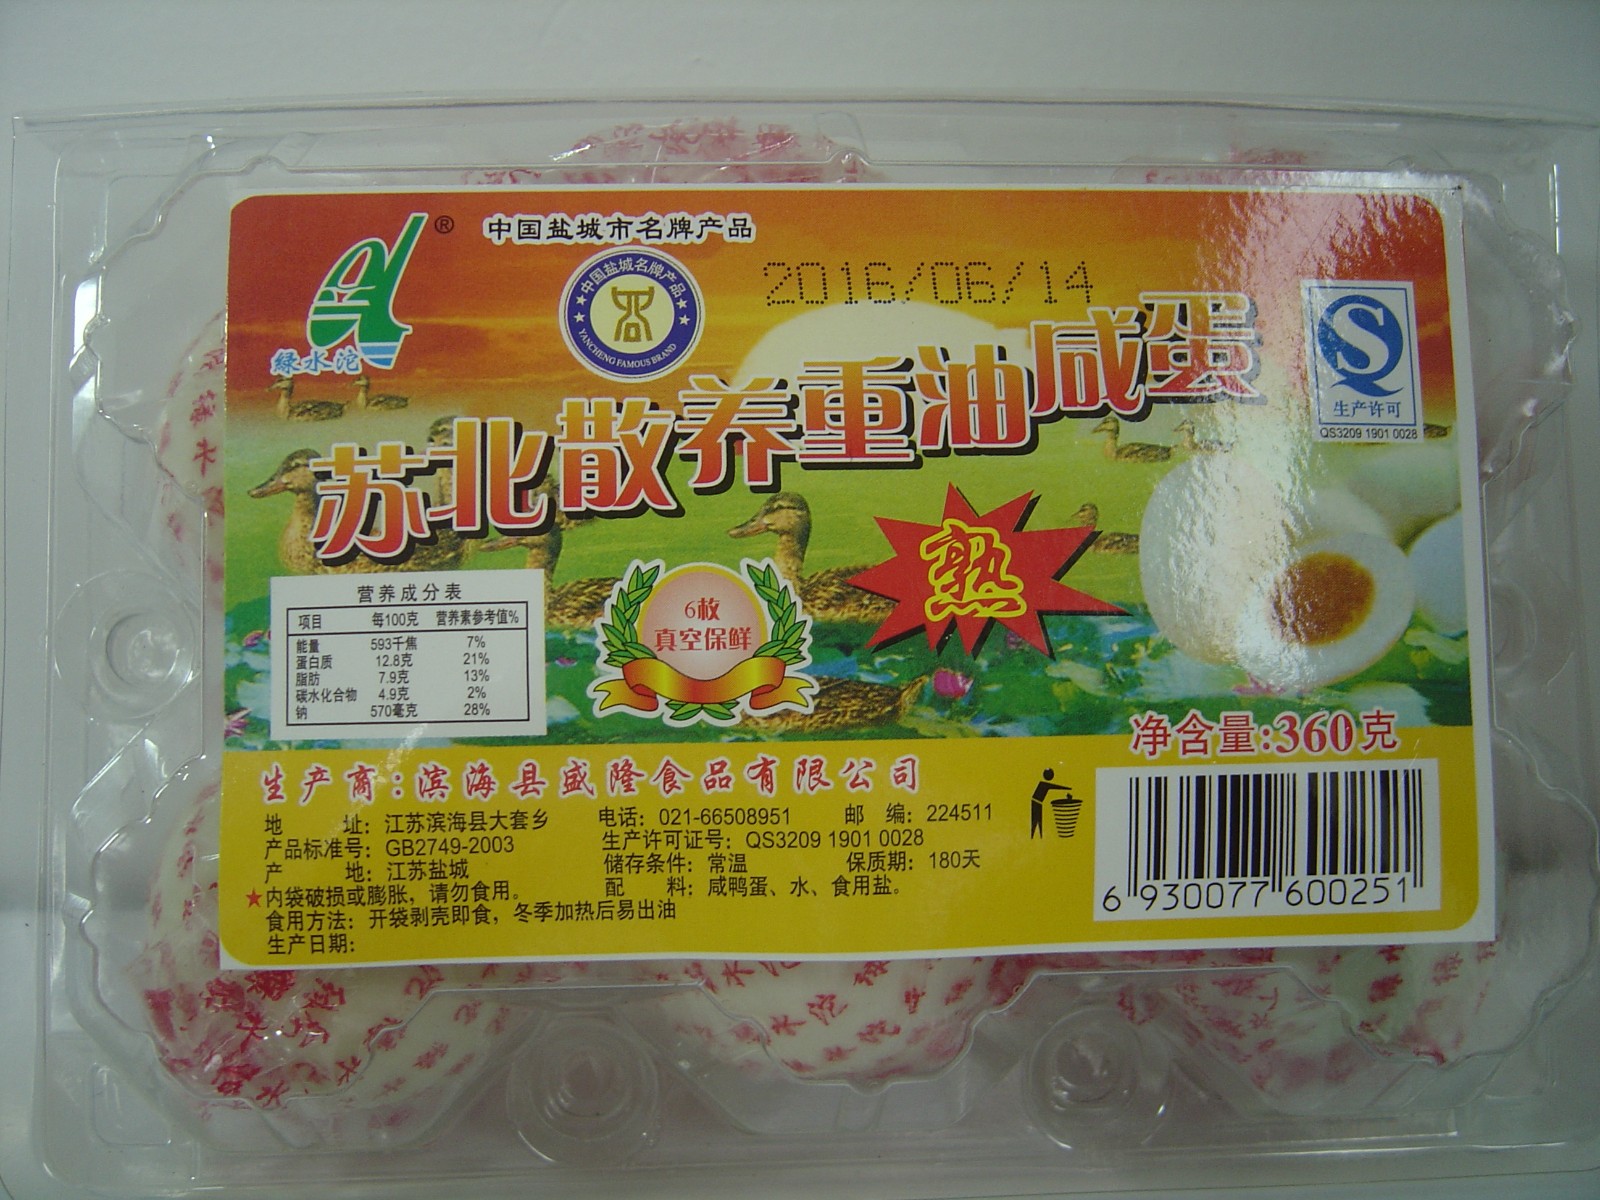 ®
中国盐城市名牌产品
绿水沱
中国盐城名牌产品
YANCHENG FAMOUS BRAND
2016/06/14
生产许可
QS3209 1901 0028
苏北散养重油咸蛋
熟
6枚
真空保鲜
营养成分表
项目 每100克 营养素参考值%
能量 593千焦 7%
蛋白质 12.8克 21%
脂肪 7.9克 13%
碳水化合物 4.9克 2%
钠 570毫克 28%
净含量:360克
生产商:滨海县盛隆食品有限公司
地 址: 江苏滨海县大套乡 电话: 021-66508951 邮 编: 224511
产品标准号: GB2749-2003 生产许可证号: QS3209 1901 0028
产 地: 江苏盐城 储存条件: 常温 保质期: 180天
★内袋破损或膨胀，请勿食用。 配 料: 咸鸭蛋、水、食用盐。
食用方法: 开袋剥壳即食，冬季加热后易出油
生产日期:
6 930077 600251